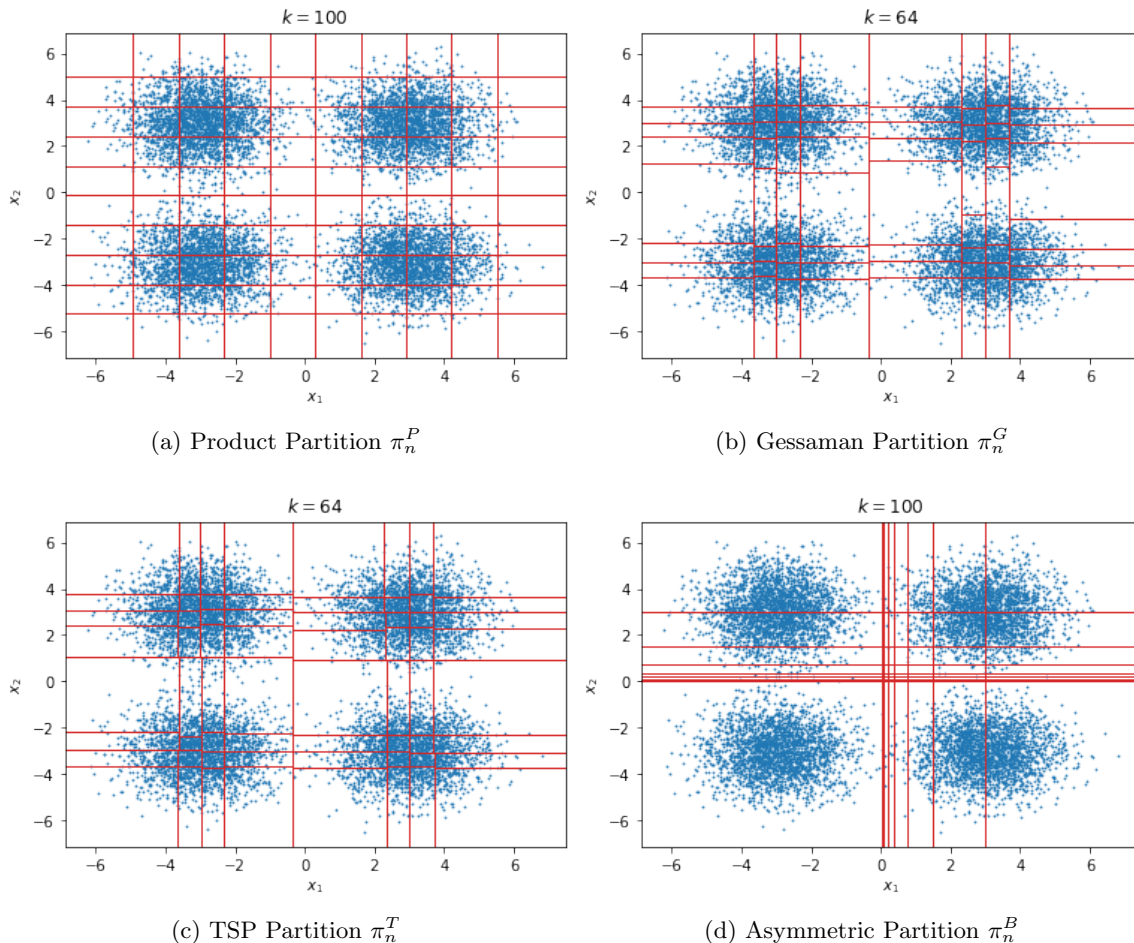 k = 100
6
4
2
0
−2
−4
−6
x₂
−6 −4 −2 0 2 4 6
x₁
(a) Product Partition πₙᴾ
k = 64
6
4
2
0
−2
−4
−6
x₂
−6 −4 −2 0 2 4 6
x₁
(b) Gessaman Partition πₙᴳ
k = 64
6
4
2
0
−2
−4
−6
x₂
−6 −4 −2 0 2 4 6
x₁
(c) TSP Partition πₙᵀ
k = 100
6
4
2
0
−2
−4
−6
x₂
−6 −4 −2 0 2 4 6
x₁
(d) Asymmetric Partition πₙᴮ